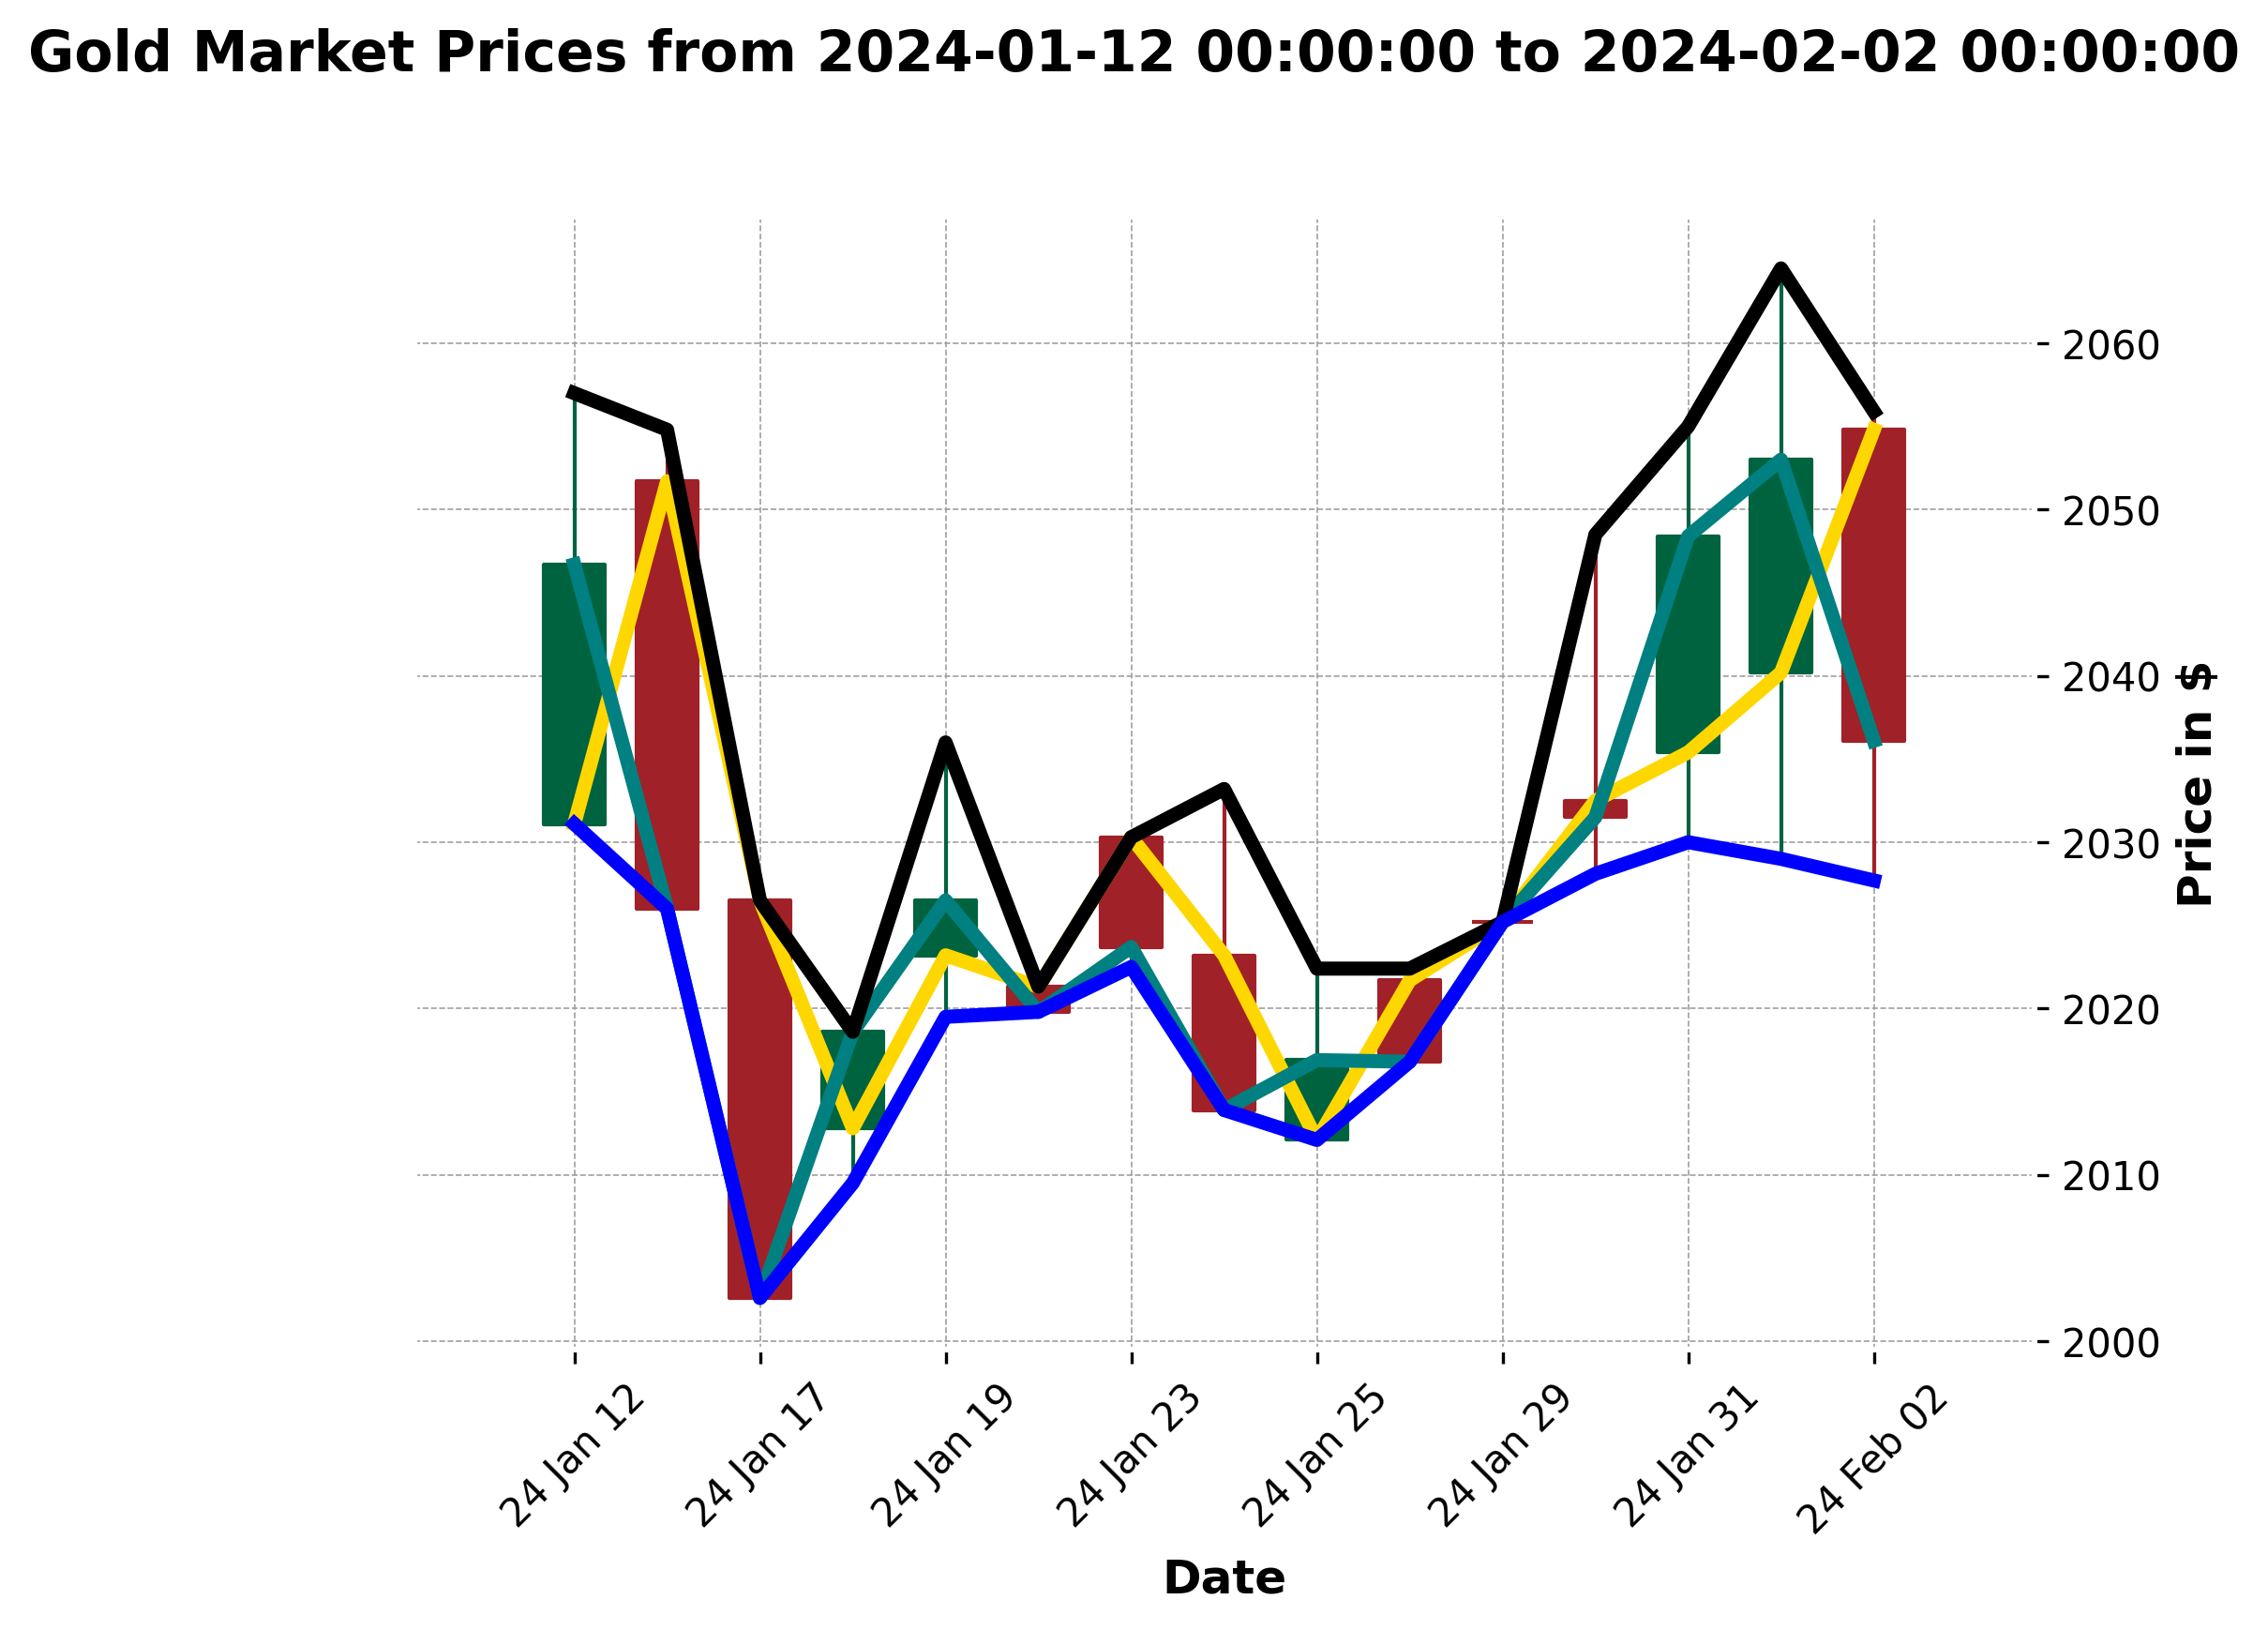 Gold Market Prices from 2024-01-12 00:00:00 to 2024-02-02 00:00:00
2060
2050
2040
2030
2020
2010
2000
Price in $
24 Jan 12
24 Jan 17
24 Jan 19
24 Jan 23
24 Jan 25
24 Jan 29
24 Jan 31
24 Feb 02
Date